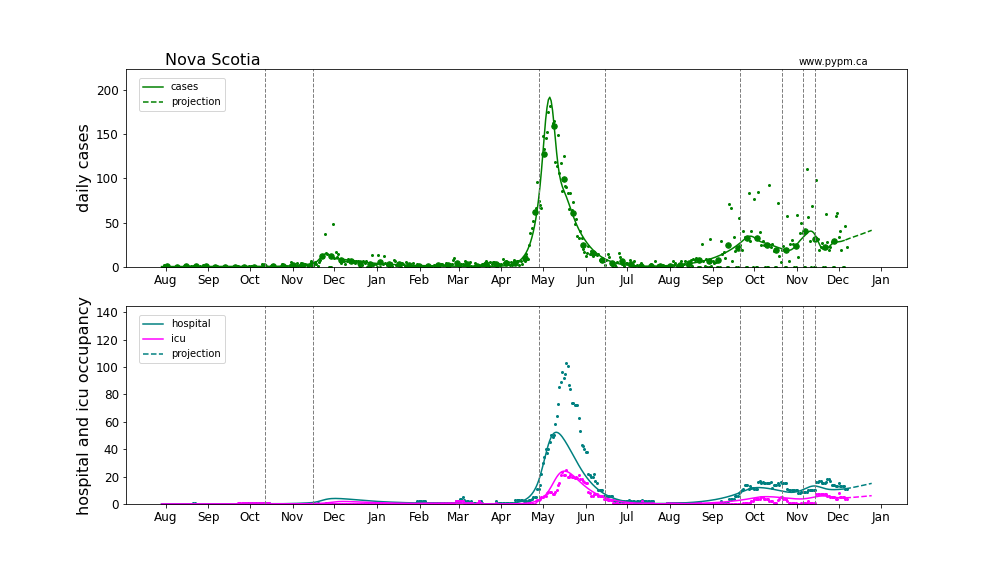 Nova Scotia
www.pypm.ca
daily cases
200
150
100
50
0
cases
projection
Aug Sep Oct Nov Dec Jan Feb Mar Apr May Jun Jul Aug Sep Oct Nov Dec Jan
hospital and icu occupancy
140
120
100
80
60
40
20
0
hospital
icu
projection
Aug Sep Oct Nov Dec Jan Feb Mar Apr May Jun Jul Aug Sep Oct Nov Dec Jan